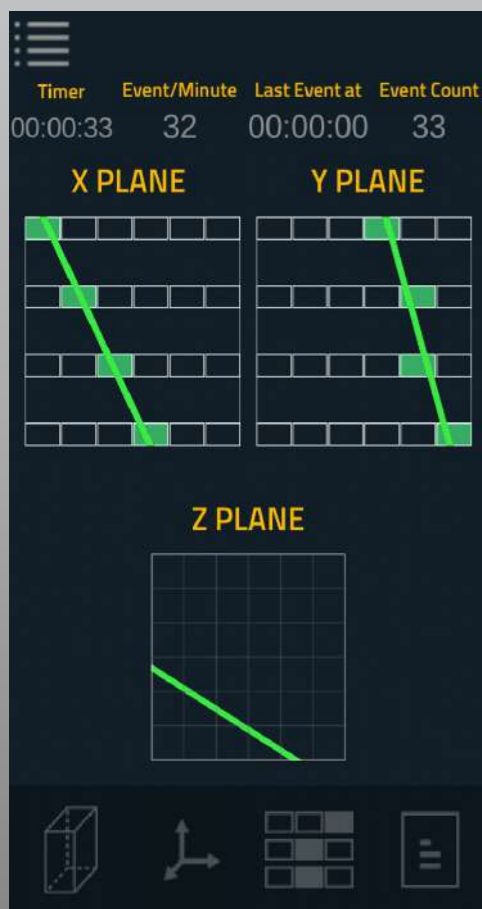 Timer Event/Minute Last Event at Event Count
00:00:33 32 00:00:00 33
X PLANE Y PLANE
Z PLANE